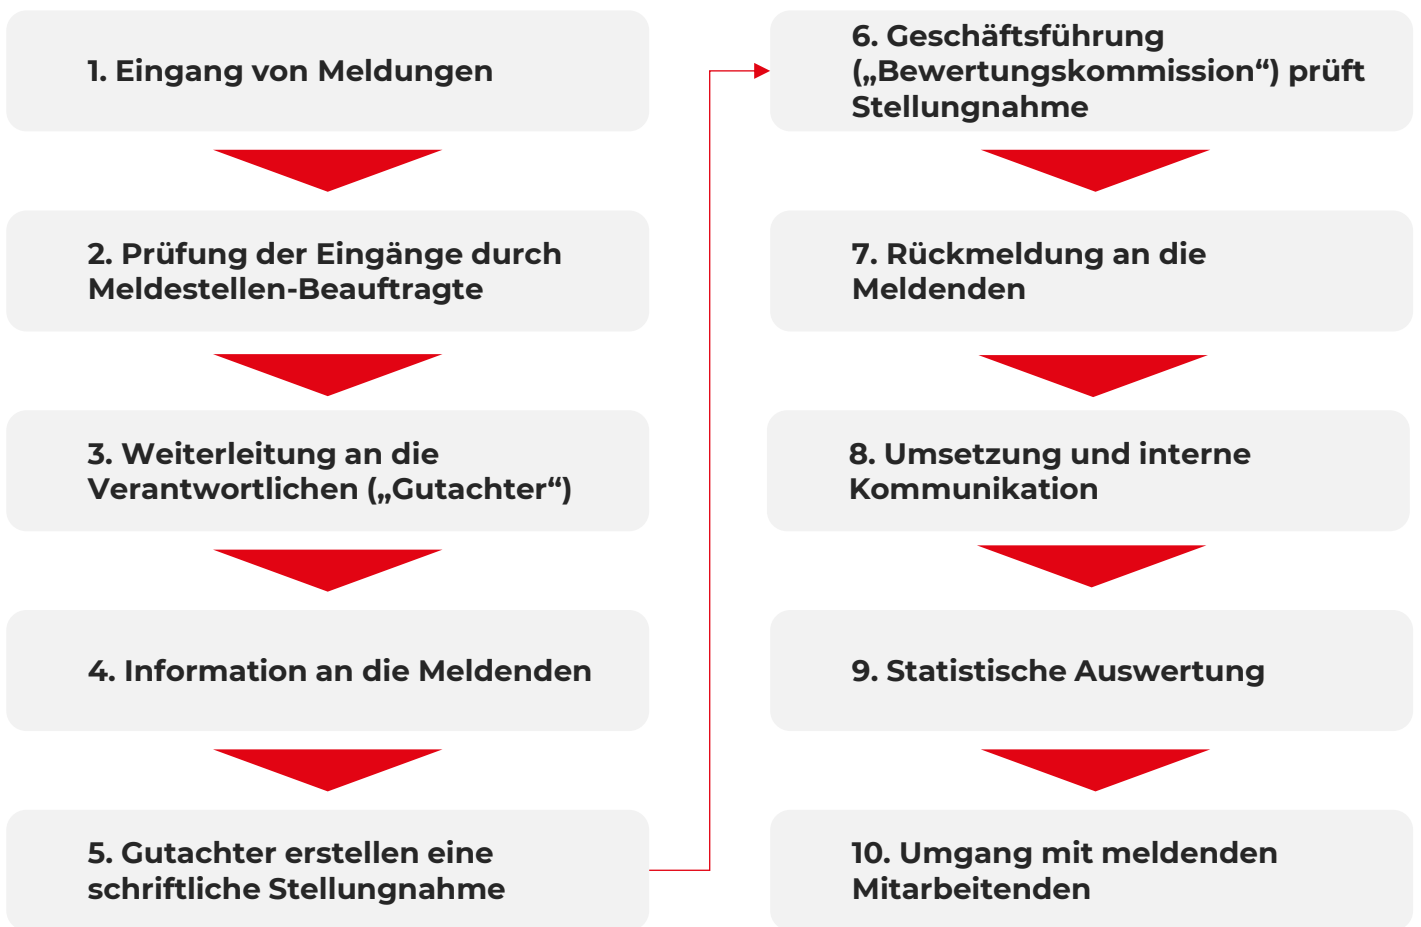 1. Eingang von Meldungen
2. Prüfung der Eingänge durch
Meldestellen-Beauftragte
3. Weiterleitung an die
Verantwortlichen („Gutachter“)
4. Information an die Meldenden
5. Gutachter erstellen eine
schriftliche Stellungnahme
6. Geschäftsführung
(„Bewertungskommission“) prüft
Stellungnahme
7. Rückmeldung an die
Meldenden
8. Umsetzung und interne
Kommunikation
9. Statistische Auswertung
10. Umgang mit meldenden
Mitarbeitenden